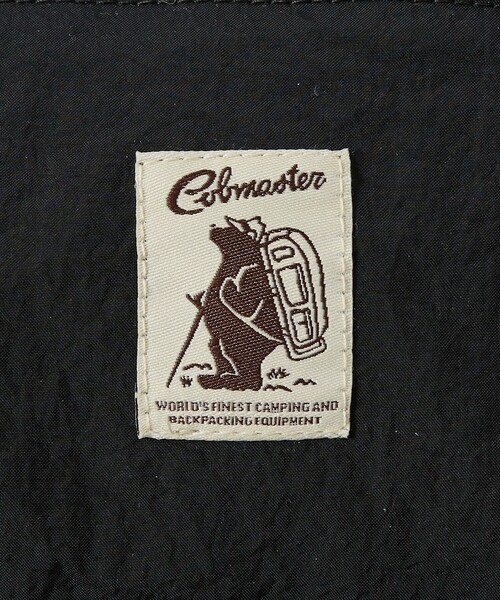 Cobmaster
WORLD'S FINEST CAMPING AND
BACKPACKING EQUIPMENT